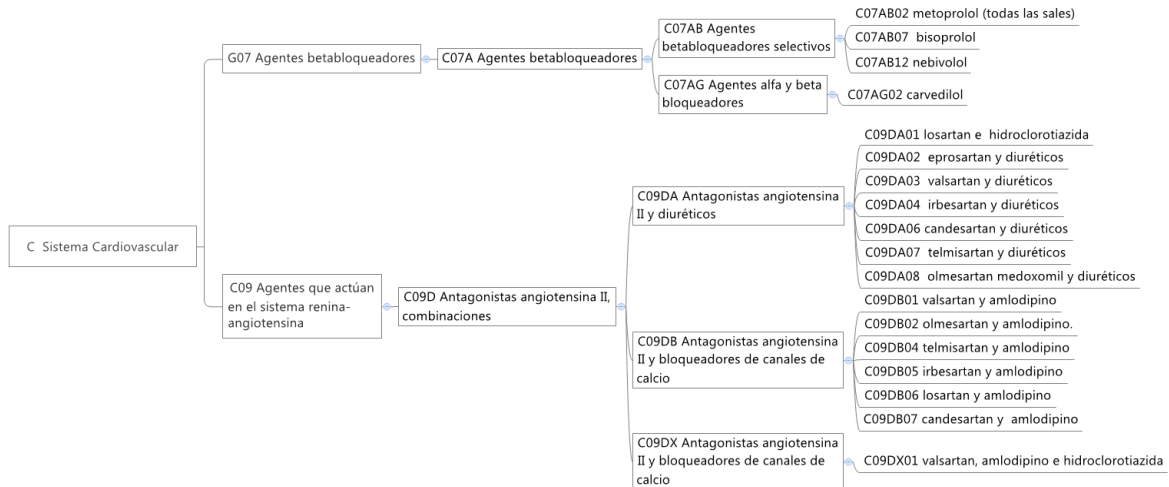 C Sistema Cardiovascular
G07 Agentes betabloqueadores
C07A Agentes betabloqueadores
C07AB Agentes
betabloqueadores selectivos
C07AB02 metoprolol (todas las sales)
C07AB07 bisoprolol
C07AB12 nebivolol
C07AG Agentes alfa y beta
bloqueadores
C07AG02 carvedilol
C09 Agentes que actúan
en el sistema renina-
angiotensina
C09D Antagonistas angiotensina II,
combinaciones
C09DA Antagonistas angiotensina
II y diuréticos
C09DA01 losartan e hidroclorotiazida
C09DA02 eprosartan y diuréticos
C09DA03 valsartan y diuréticos
C09DA04 irbesartan y diuréticos
C09DA06 candesartan y diuréticos
C09DA07 telmisartan y diuréticos
C09DA08 olmesartan medoxomil y diuréticos
C09DB Antagonistas angiotensina
II y bloqueadores de canales de
calcio
C09DB01 valsartan y amlodipino
C09DB02 olmesartan y amlodipino.
C09DB04 telmisartan y amlodipino
C09DB05 irbesartan y amlodipino
C09DB06 losartan y amlodipino
C09DB07 candesartan y amlodipino
C09DX Antagonistas angiotensina
II y bloqueadores de canales de
calcio
C09DX01 valsartan, amlodipino e hidroclorotiazida